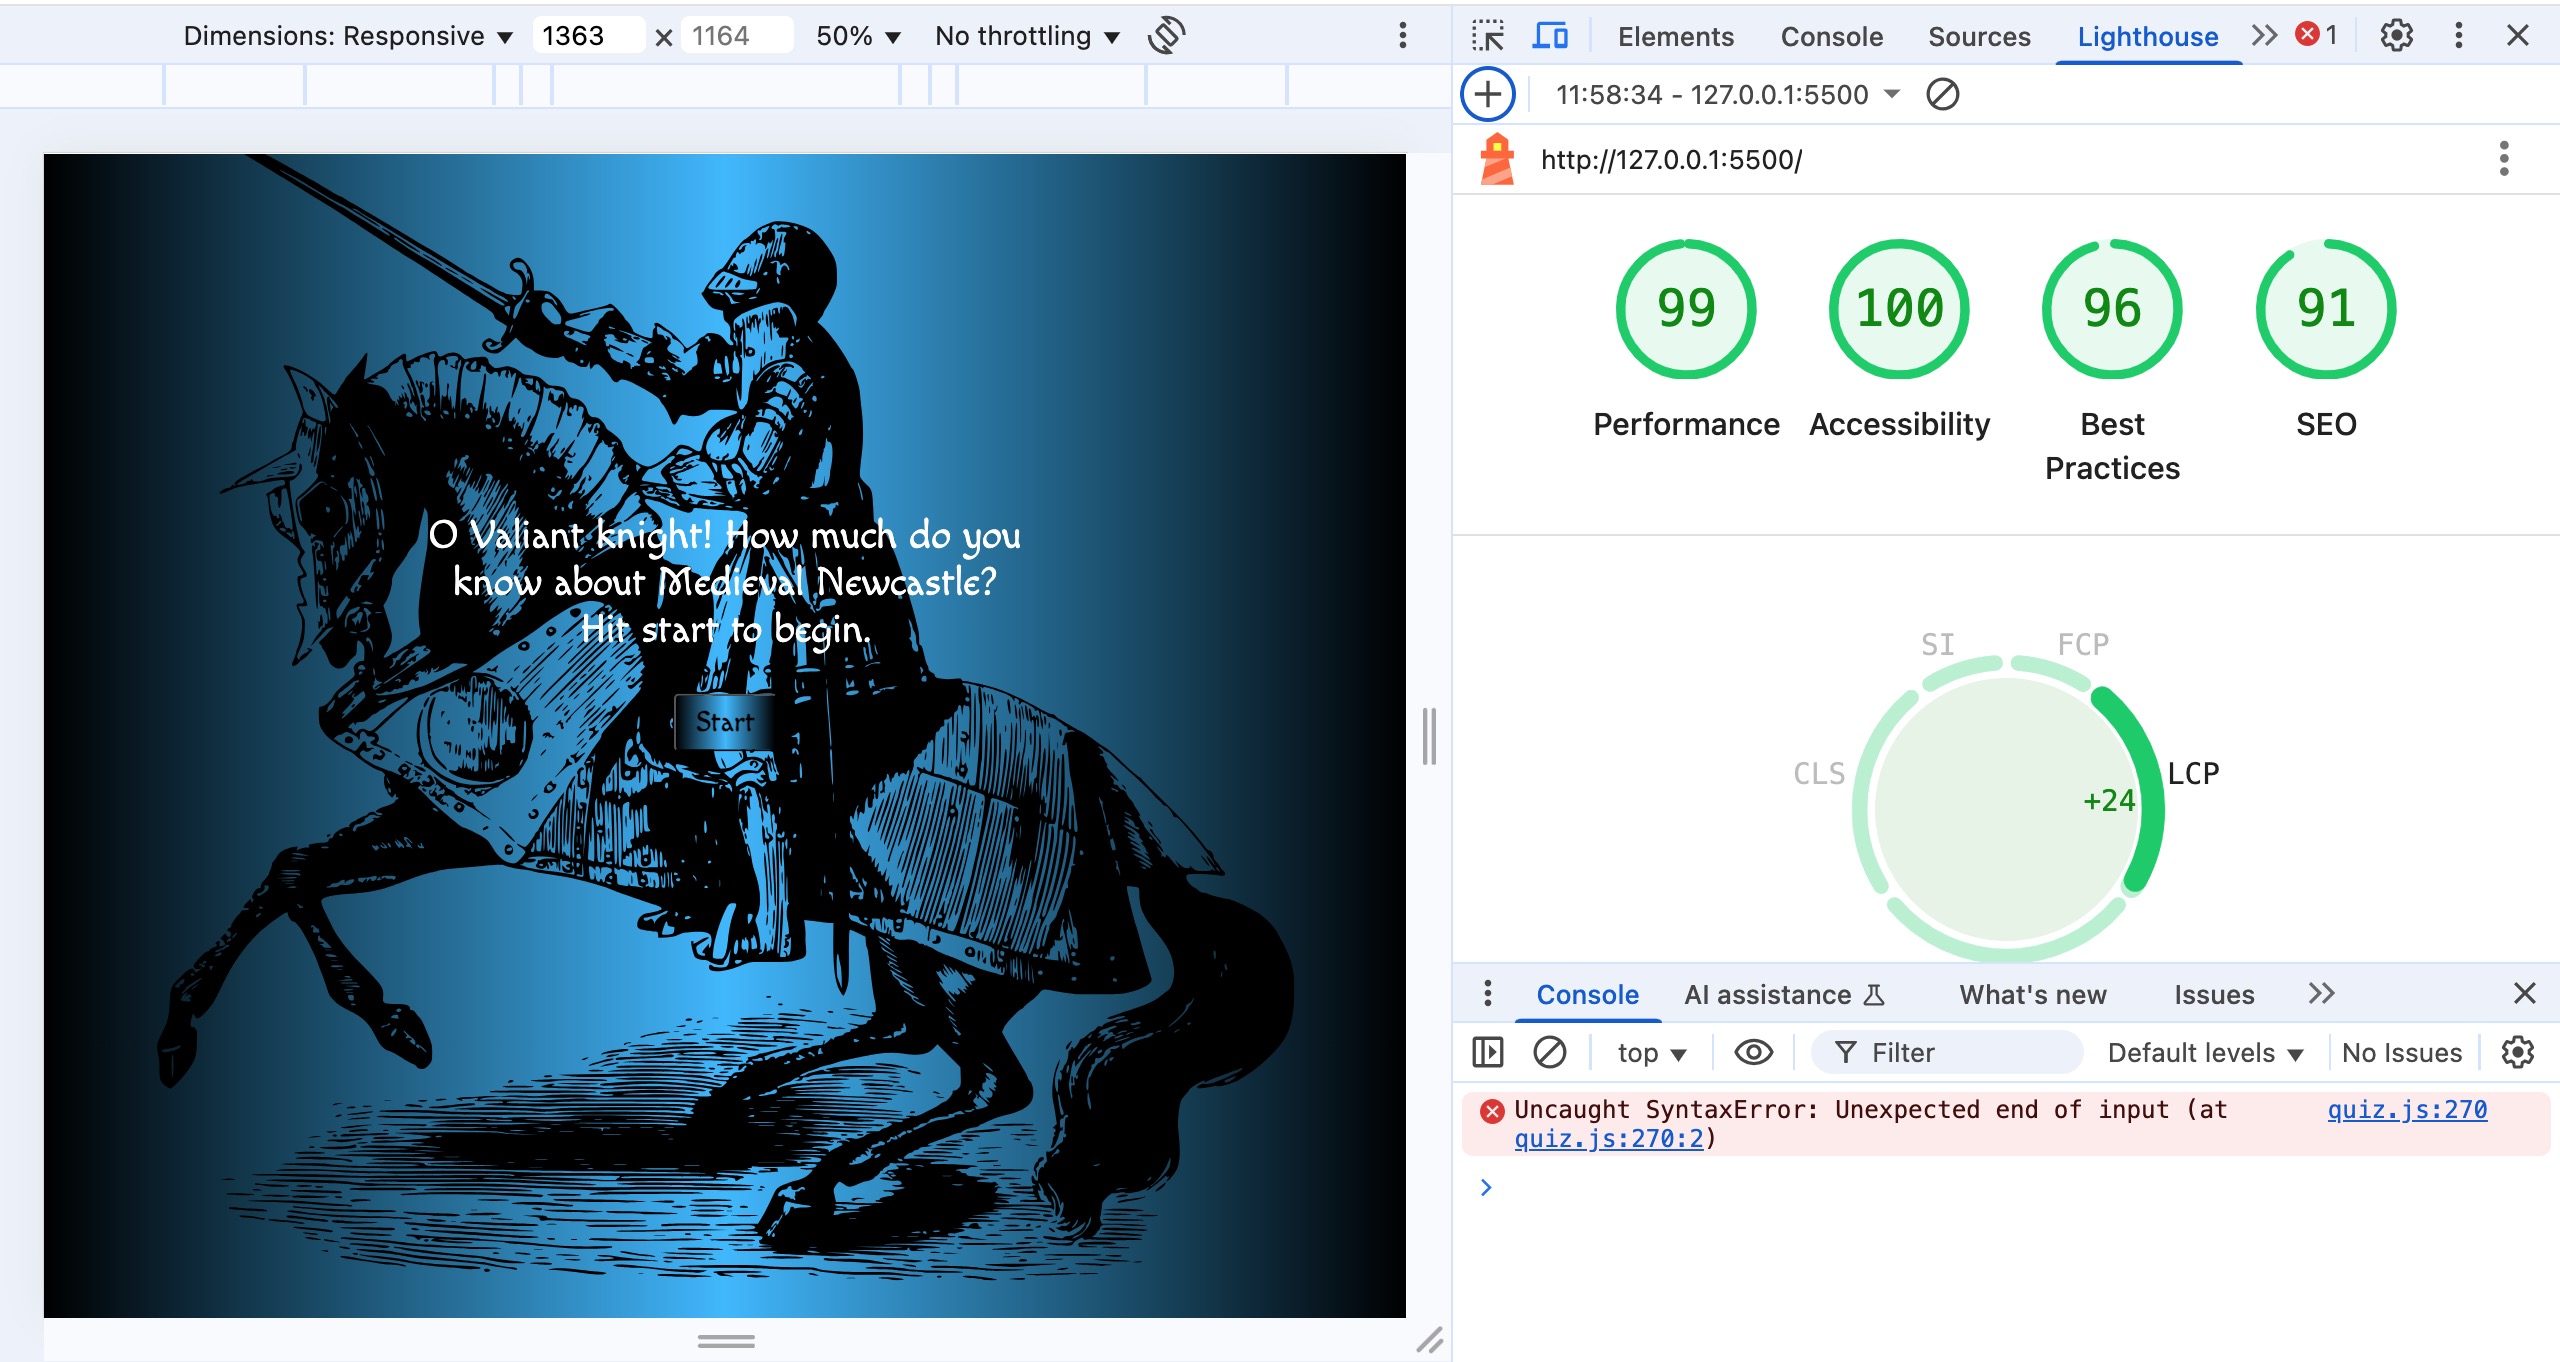 Dimensions: Responsive ▼ 1363 × 1164 50% ▼ No throttling ▼
Elements Console Sources Lighthouse 1
11:58:34 - 127.0.0.1:5500
http://127.0.0.1:5500/
99 100 96 91
Performance Accessibility Best Practices SEO
O Valiant knight! How much do you
know about Medieval Newcastle?
Hit start to begin.
Start
SI FCP
CLS LCP
+24
Console AI assistance What's new Issues
top ▼ Filter Default levels ▼ No Issues
Uncaught SyntaxError: Unexpected end of input (at quiz.js:270
quiz.js:270:2)